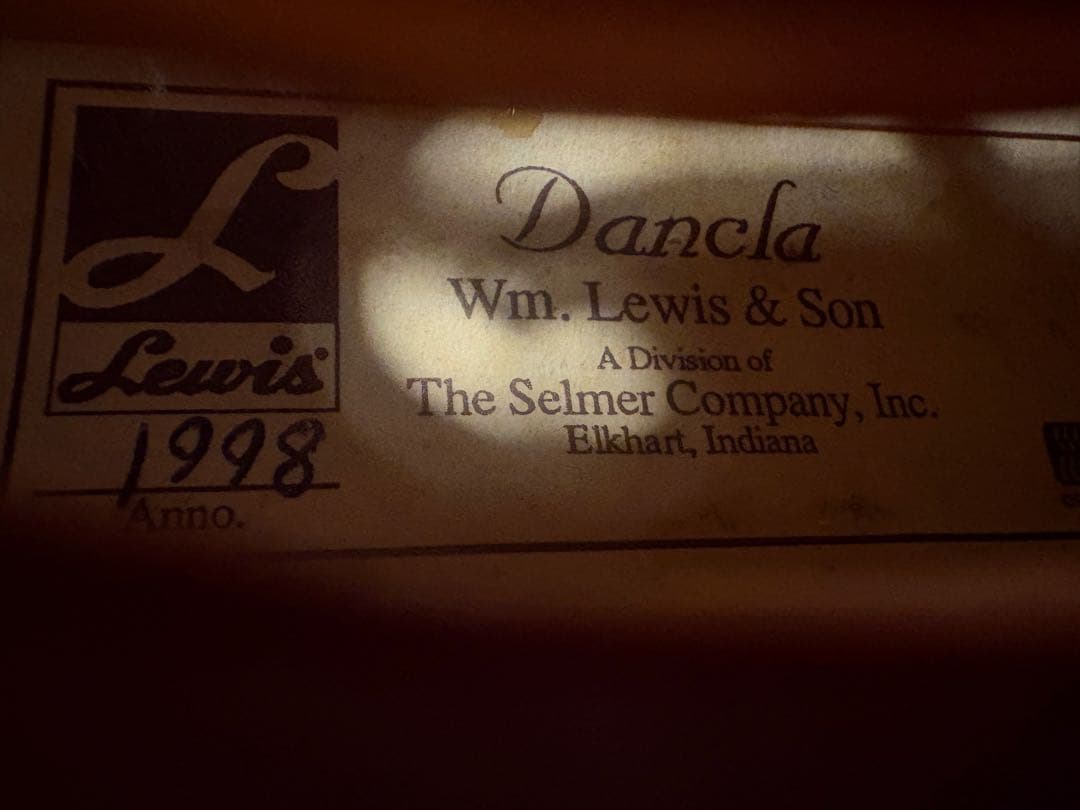 L
Lewis
1998
Anno.
Dancla
Wm. Lewis & Son
A Division of
The Selmer Company, Inc.
Elkhart, Indiana